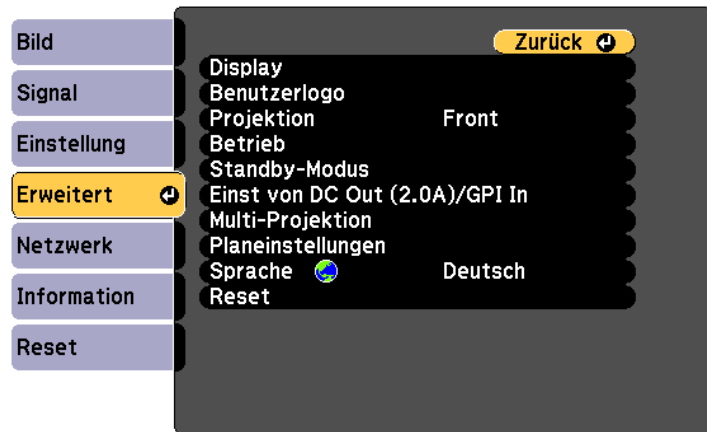 Bild
Signal
Einstellung
Erweitert
Netzwerk
Information
Reset
Zurück
Display
Benutzerlogo
Projektion Front
Betrieb
Standby-Modus
Einst von DC Out (2.0A)/GPI In
Multi-Projektion
Planeinstellungen
Sprache Deutsch
Reset